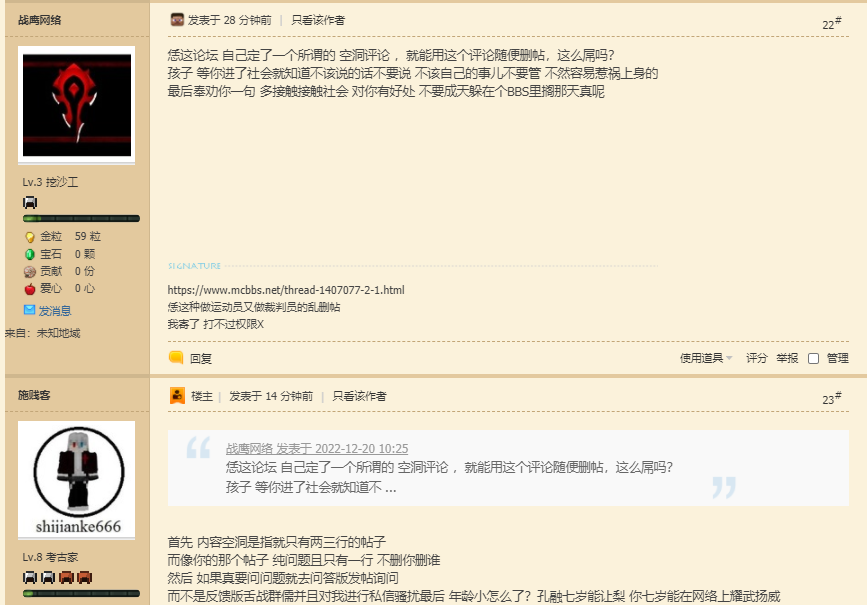 战鹰网络
发表于 28 分钟前 | 只看该作者
22#
恁这论坛 自己定了一个所谓的 空洞评论 ，就能用这个评论随便删帖，这么屌吗?
孩子 等你进了社会就知道不该说的话不要说 不该自己的事儿不要管 不然容易惹祸上身的
最后奉劝你一句 多接触接触社会 对你有好处 不要成天躲在个BBS里搁那天真呢
Lv.3 挖沙工
金粒 59 粒
宝石 0 颗
贡献 0 份
爱心 0 心
发消息
来自: 未知地域
SIGNATURE
https://www.mcbbs.net/thread-1407077-2-1.html
恁这种做运动员又做裁判员的乱删帖
我寄了 打不过权限X
回复
使用道具 评分 举报 管理
施贱客
楼主 | 发表于 14 分钟前 | 只看该作者
23#
战鹰网络 发表于 2022-12-20 10:25
恁这论坛 自己定了一个所谓的 空洞评论 ，就能用这个评论随便删帖，这么屌吗?
孩子 等你进了社会就知道不 ...
shijianke666
Lv.8 考古家
首先 内容空洞是指就只有两三行的帖子
而像你的那个帖子 纯问题且只有一行 不删你删谁
然后 如果真要问问题就去问答版发帖询问
而不是反馈版舌战群儒并且对我进行私信骚扰最后 年龄小怎么了？孔融七岁能让梨 你七岁能在网络上耀武扬威